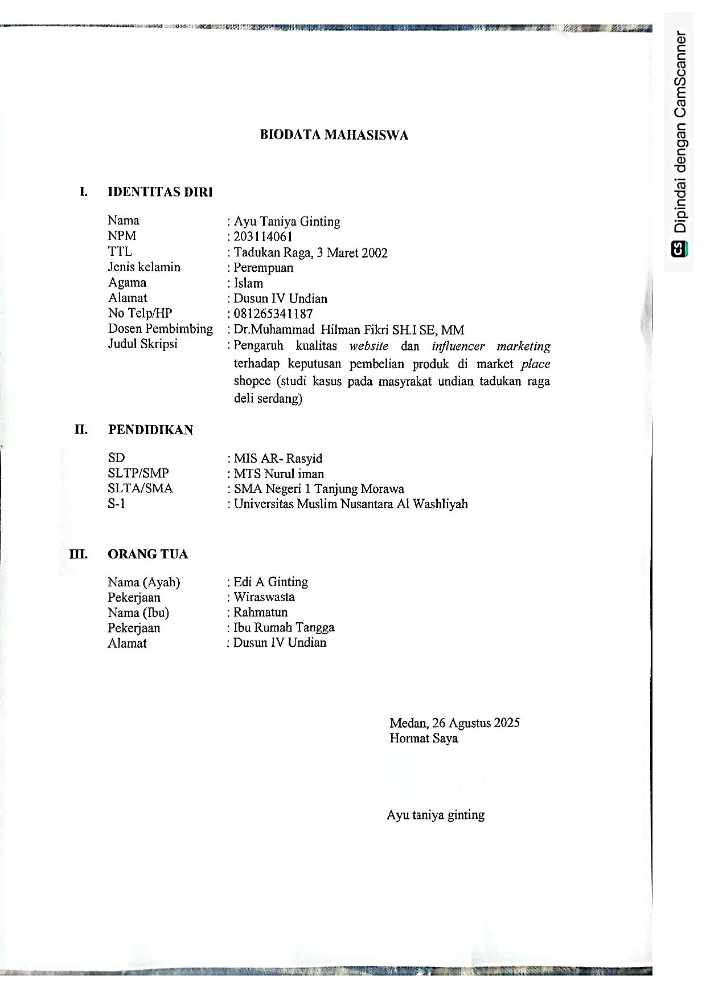 BIODATA MAHASISWA
I. IDENTITAS DIRI
Nama : Ayu Taniya Ginting
NPM : 203114061
TTL : Tadukan Raga, 3 Maret 2002
Jenis kelamin : Perempuan
Agama : Islam
Alamat : Dusun IV Undian
No Telp/HP : 081265341187
Dosen Pembimbing : Dr.Muhammad Hilman Fikri SH.I SE, MM
Judul Skripsi : Pengaruh kualitas website dan influencer marketing
terhadap keputusan pembelian produk di market place
shopee (studi kasus pada masyrakat undian tadukan raga
deli serdang)
II. PENDIDIKAN
SD : MIS AR- Rasyid
SLTP/SMP : MTS Nurul iman
SLTA/SMA : SMA Negeri 1 Tanjung Morawa
S-1 : Universitas Muslim Nusantara Al Washliyah
III. ORANG TUA
Nama (Ayah) : Edi A Ginting
Pekerjaan : Wiraswasta
Nama (Ibu) : Rahmatun
Pekerjaan : Ibu Rumah Tangga
Alamat : Dusun IV Undian
Medan, 26 Agustus 2025
Hormat Saya
Ayu taniya ginting
CS Dipindai dengan CamScanner